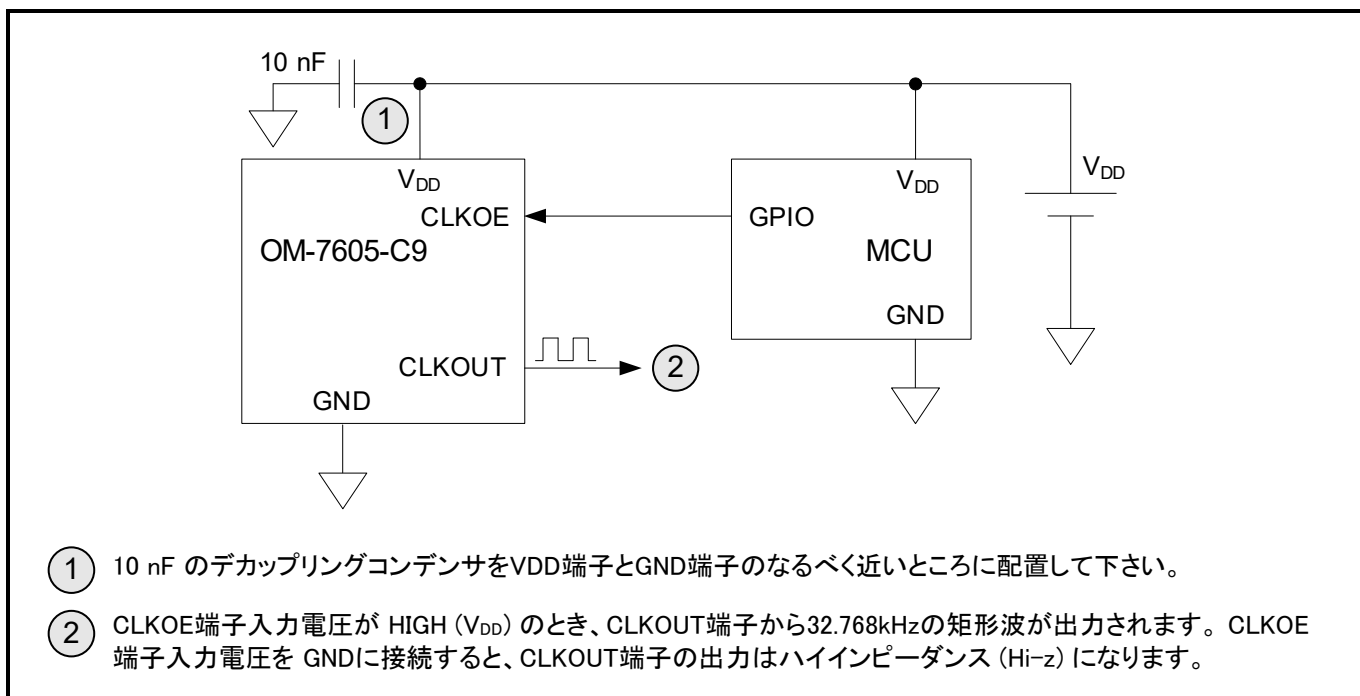 10 nF
1
VDD
VDD
VDD
CLKOE
GPIO
OM-7605-C9
MCU
GND
CLKOUT
2
GND
1 10 nF のデカップリングコンデンサをVDD端子とGND端子のなるべく近いところに配置して下さい。
2 CLKOE端子入力電圧が HIGH (VDD) のとき、CLKOUT端子から32.768kHzの矩形波が出力されます。 CLKOE
端子入力電圧を GNDに接続すると、CLKOUT端子の出力はハイインピーダンス (Hi-z) になります。